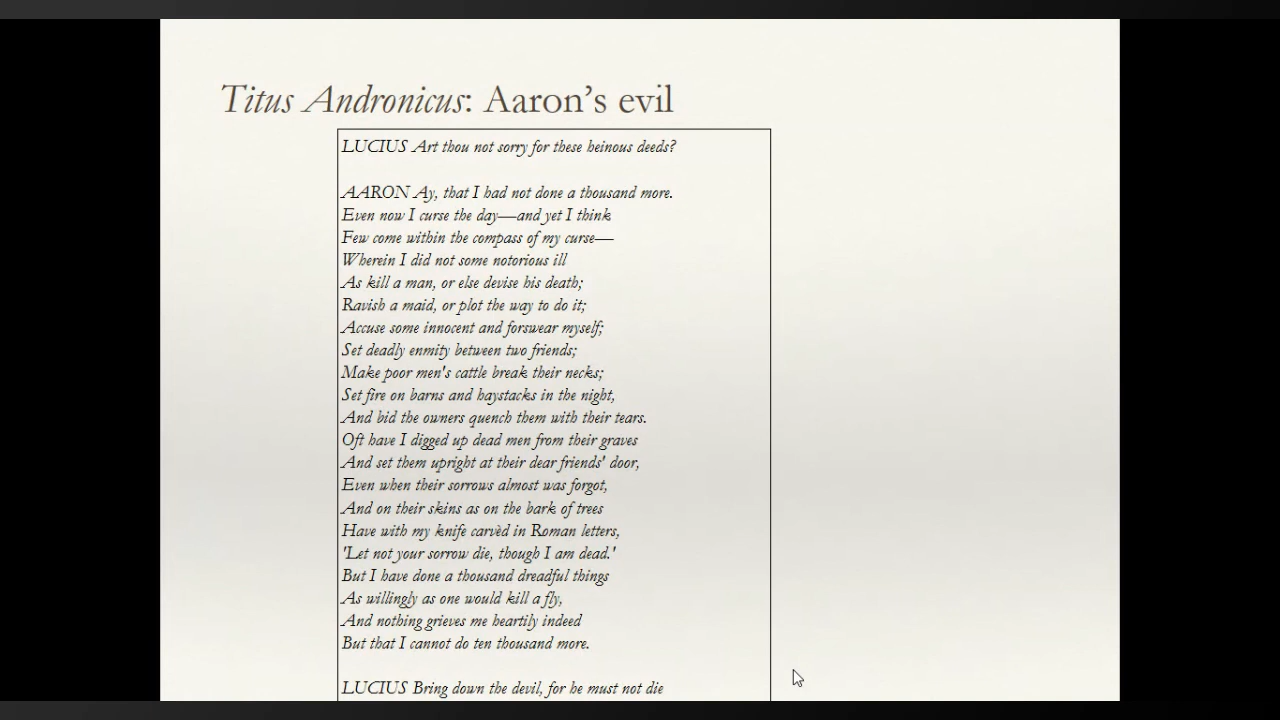 Titus Andronicus: Aaron's evil
LUCIUS Art thou not sorry for these heinous deeds?
AARON Ay, that I had not done a thousand more.
Even now I curse the day—and yet I think
Few come within the compass of my curse—
Wherein I did not some notorious ill
As kill a man, or else devise his death;
Ravish a maid, or plot the way to do it;
Accuse some innocent and forswear myself;
Set deadly enmity between two friends;
Make poor men's cattle break their necks;
Set fire on barns and haystacks in the night,
And bid the owners quench them with their tears.
Oft have I digged up dead men from their graves
And set them upright at their dear friends' door,
Even when their sorrows almost was forgot,
And on their skins as on the bark of trees
Have with my knife carvèd in Roman letters,
'Let not your sorrow die, though I am dead.'
But I have done a thousand dreadful things
As willingly as one would kill a fly,
And nothing grieves me heartily indeed
But that I cannot do ten thousand more.
LUCIUS Bring down the devil, for he must not die